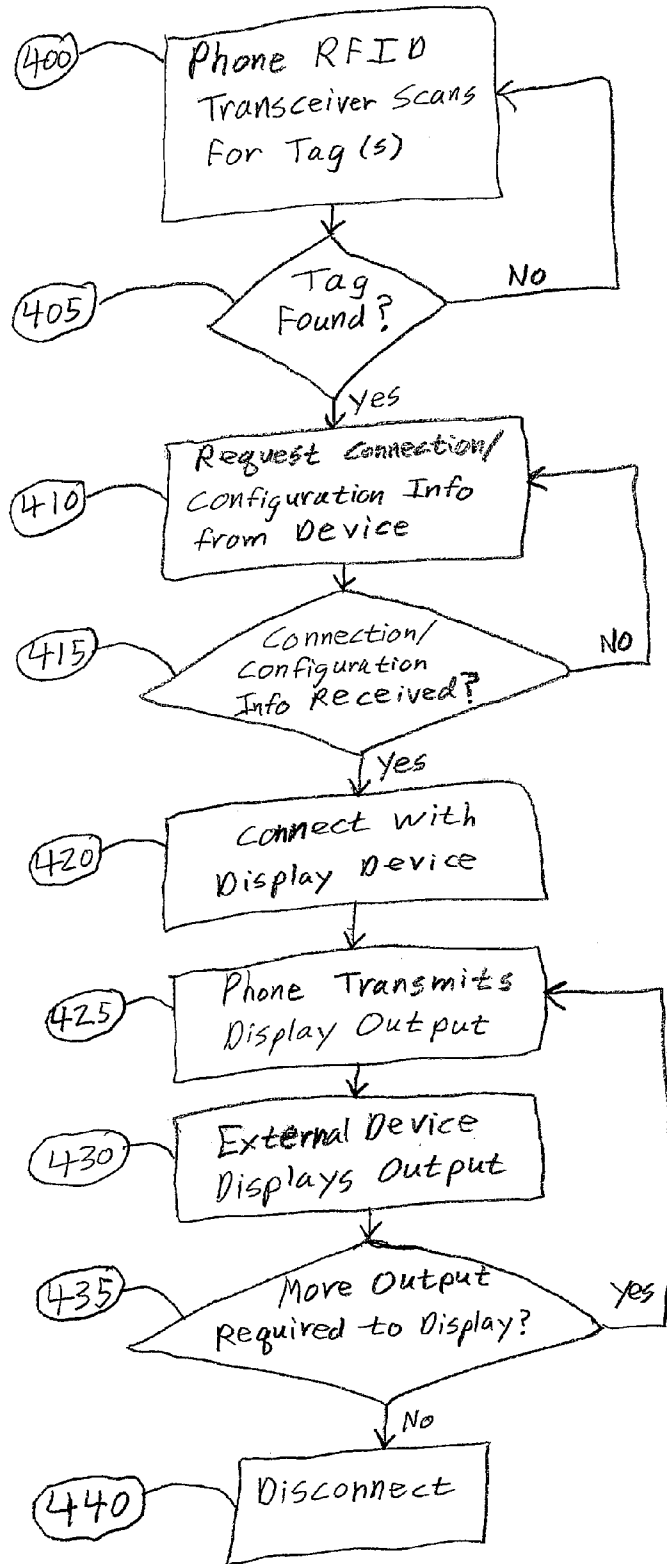 400
Phone RFID
Transceiver Scans
For Tag(s)
405
Tag
Found?
No
Yes
410
Request Connection/
Configuration Info
from Device
415
Connection/
Configuration
Info Received?
NO
Yes
420
Connect with
Display Device
425
Phone Transmits
Display Output
430
External Device
Displays Output
435
More Output
Required to Display?
Yes
No
440
Disconnect